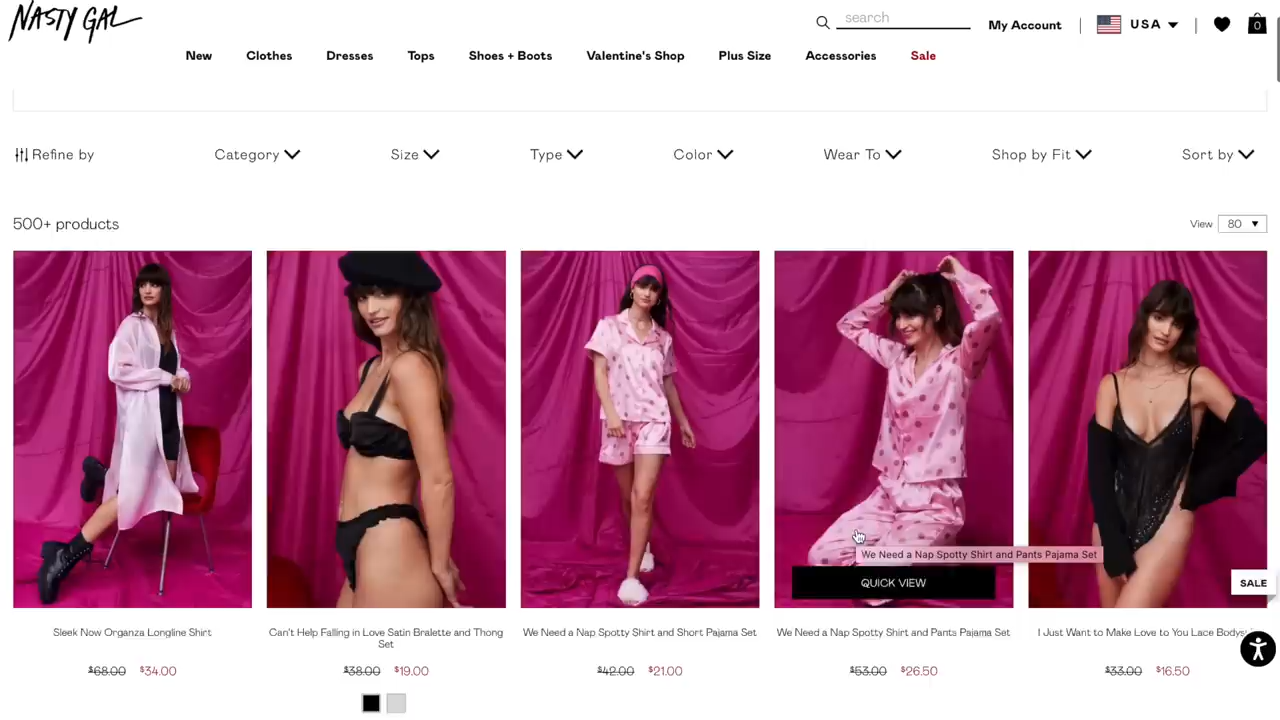 NASTY GAL
search
My Account
USA
0
New
Clothes
Dresses
Tops
Shoes + Boots
Valentine's Shop
Plus Size
Accessories
Sale
Refine by
Category
Size
Type
Color
Wear To
Shop by Fit
Sort by
500+ products
View
80
We Need a Nap Spotty Shirt and Pants Pajama Set
QUICK VIEW
SALE
Sleek Now Organza Longline Shirt
$68.00 $34.00
Can't Help Falling in Love Satin Bralette and Thong
Set
$38.00 $19.00
We Need a Nap Spotty Shirt and Short Pajama Set
$42.00 $21.00
We Need a Nap Spotty Shirt and Pants Pajama Set
$53.00 $26.50
I Just Want to Make Love to You Lace
$33.00 $16.50